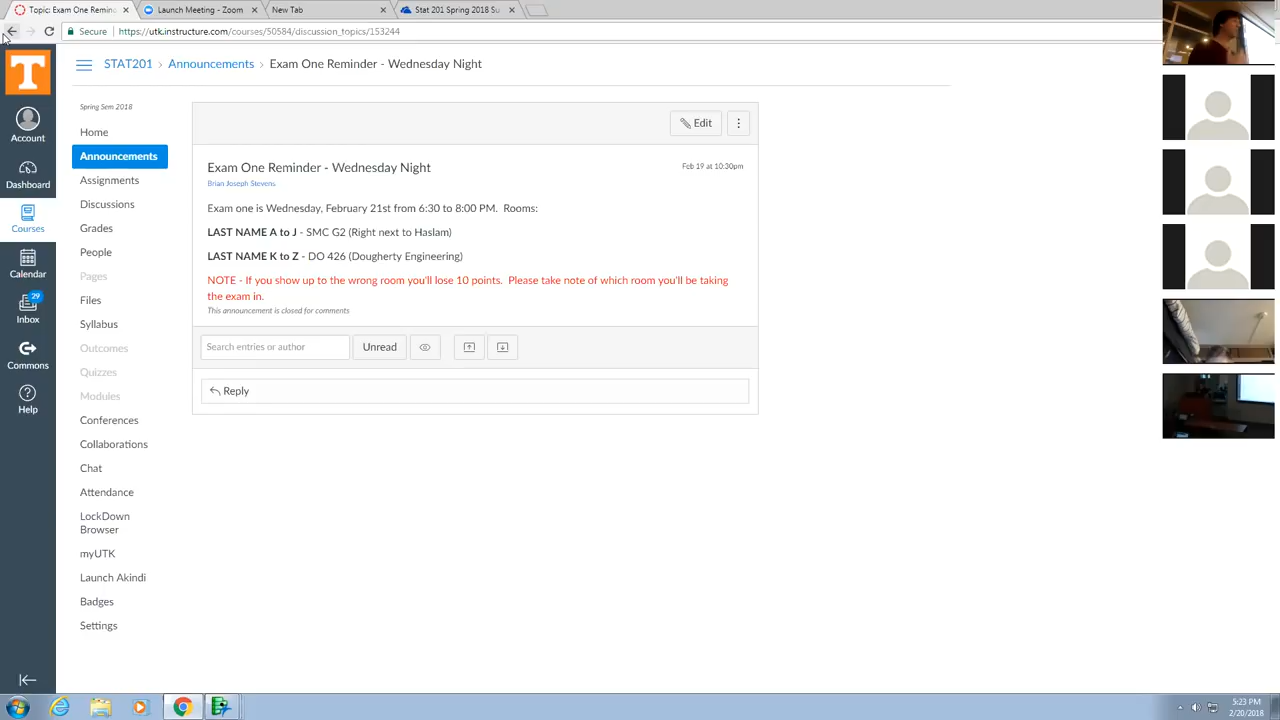 Topic: Exam One Remin
Launch Meeting - Zoom
New Tab
Stat 201 Spring 2018 Su
Secure
https://utk.instructure.com/courses/50584/discussion_topics/153244
T
Account
Dashboard
Courses
Calendar
29
Inbox
Commons
Help
STAT201 › Announcements › Exam One Reminder - Wednesday Night
Spring Sem 2018
Home
Announcements
Assignments
Discussions
Grades
People
Pages
Files
Syllabus
Outcomes
Quizzes
Modules
Conferences
Collaborations
Chat
Attendance
LockDown
Browser
myUTK
Launch Akindi
Badges
Settings
Edit
Exam One Reminder - Wednesday Night
Feb 19 at 10:30pm
Brian Joseph Stevens
Exam one is Wednesday, February 21st from 6:30 to 8:00 PM. Rooms:
LAST NAME A to J - SMC G2 (Right next to Haslam)
LAST NAME K to Z - DO 426 (Dougherty Engineering)
NOTE - If you show up to the wrong room you'll lose 10 points. Please take note of which room you'll be taking
the exam in.
This announcement is closed for comments
Search entries or author
Unread
Reply
5:23 PM
2/20/2018